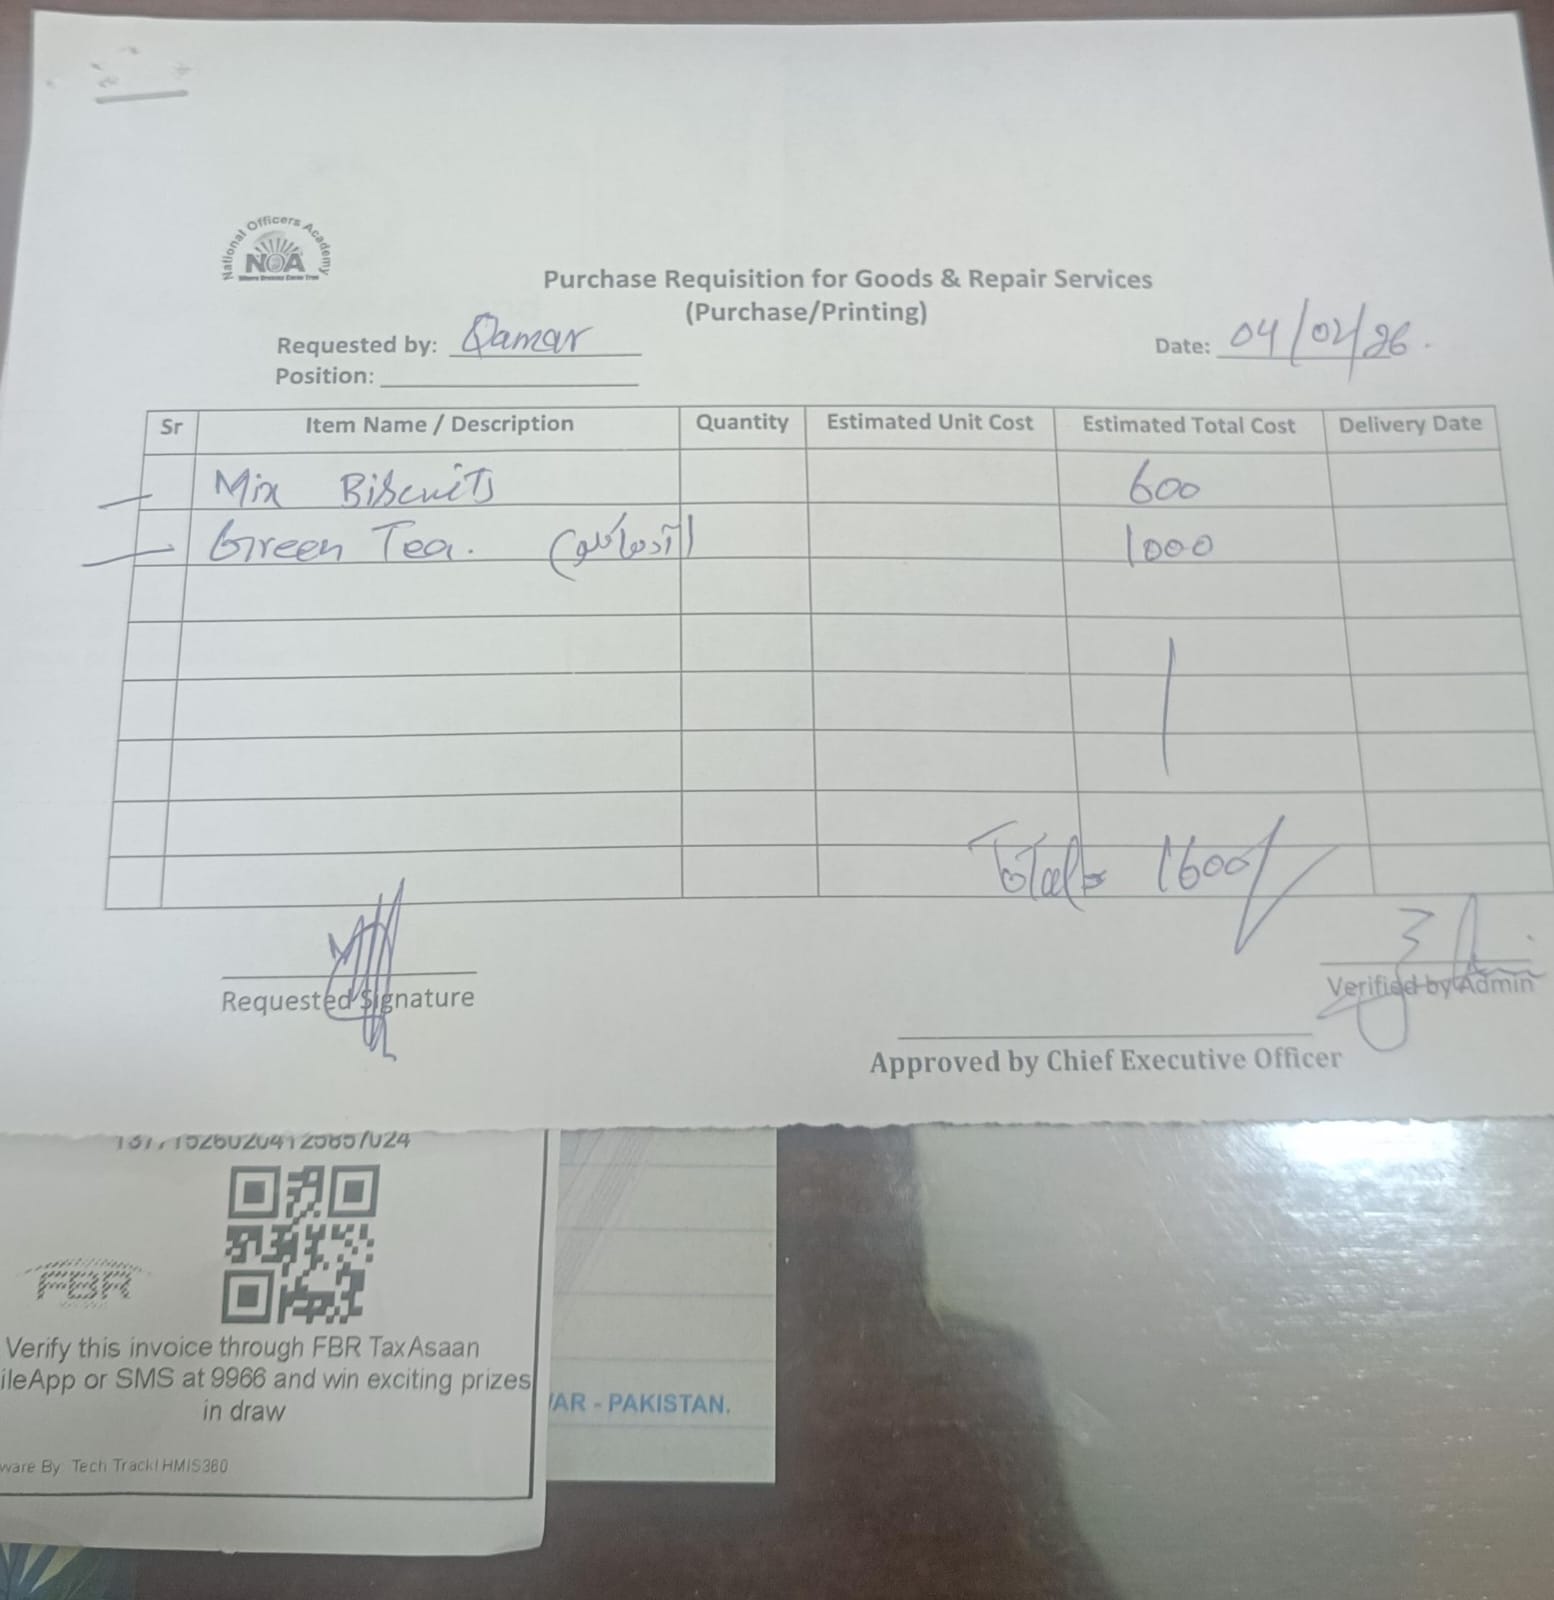 National Officers Academy
NOA
Where Dreams Come True
Purchase Requisition for Goods & Repair Services
(Purchase/Printing)
Requested by: Qamar
Date: 04/02/26.
Position:
Sr Item Name / Description Quantity Estimated Unit Cost Estimated Total Cost Delivery Date
Mix Biscuits 600
Green Tea. (آدھا کلو) 1000
Total 1600/
Requested Signature
Verified by Admin
Approved by Chief Executive Officer
FBR
Verify this invoice through FBR TaxAsaan
ileApp or SMS at 9966 and win exciting prizes
in draw
AR - PAKISTAN.
ware By Tech Track HMIS360